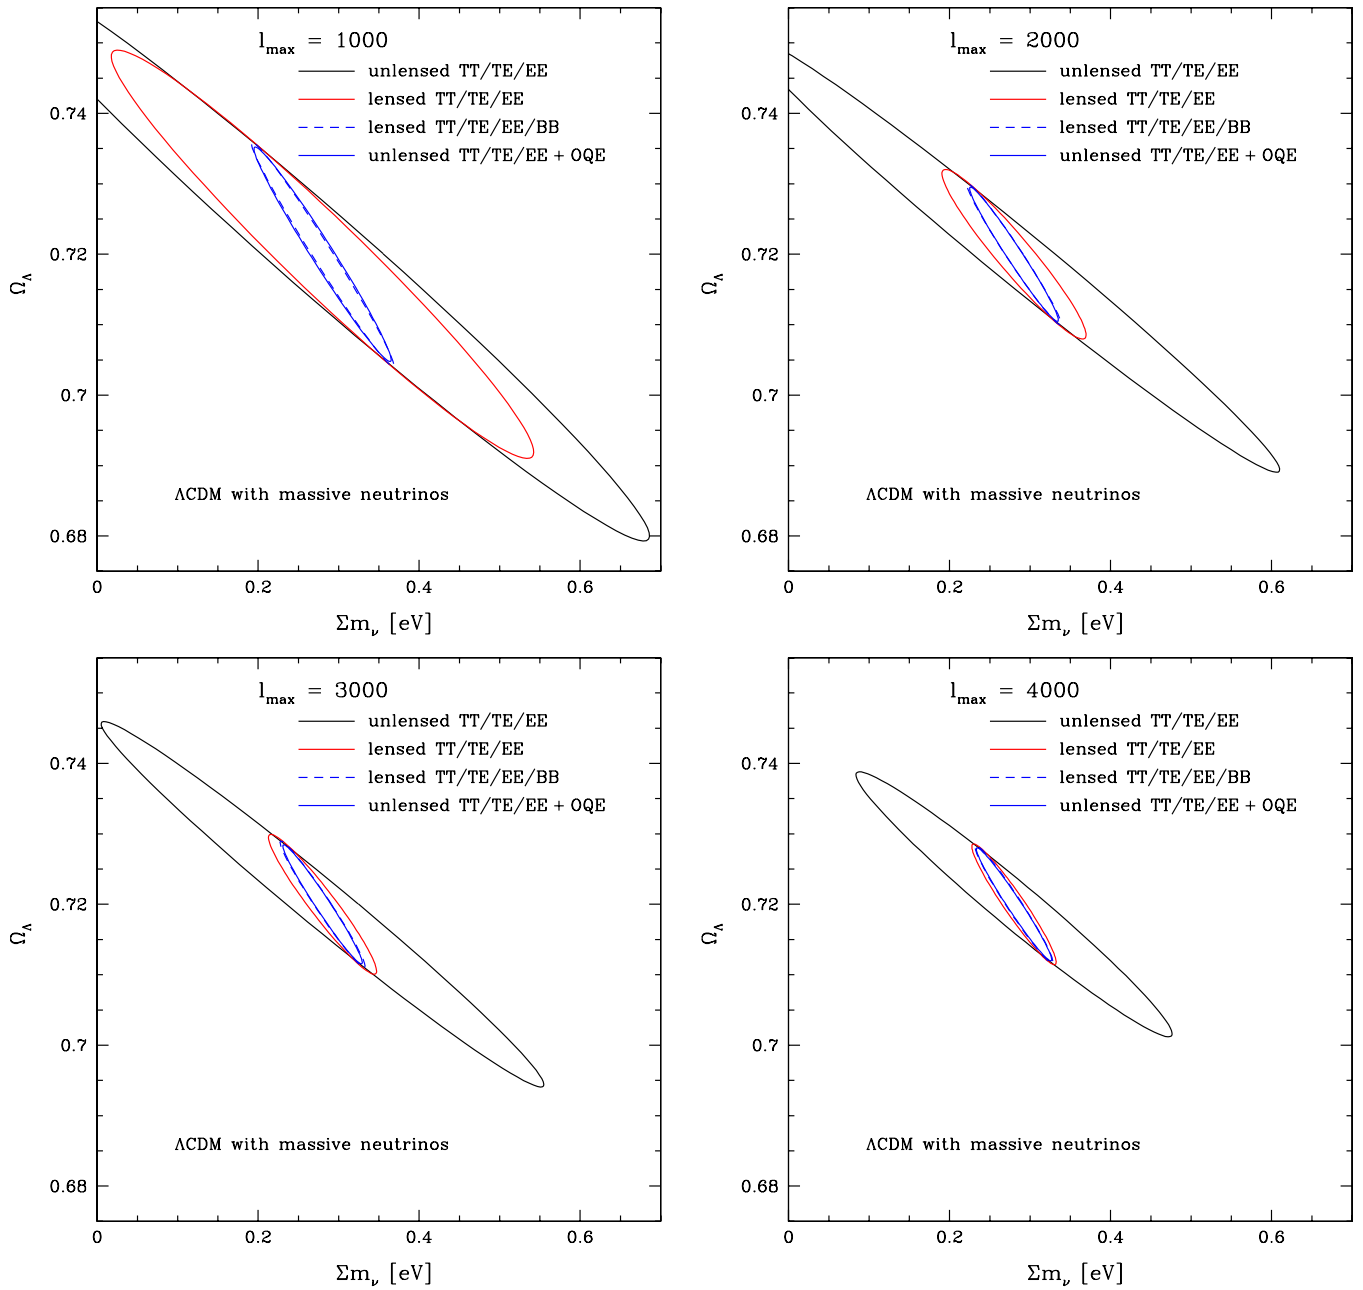 l_max = 1000
unlensed TT/TE/EE
lensed TT/TE/EE
lensed TT/TE/EE/BB
unlensed TT/TE/EE + OQE
0.74
0.72
0.7
0.68
Ω_Λ
ΛCDM with massive neutrinos
0 0.2 0.4 0.6
Σm_ν [eV]
l_max = 2000
unlensed TT/TE/EE
lensed TT/TE/EE
lensed TT/TE/EE/BB
unlensed TT/TE/EE + OQE
0.74
0.72
0.7
0.68
Ω_Λ
ΛCDM with massive neutrinos
0 0.2 0.4 0.6
Σm_ν [eV]
l_max = 3000
unlensed TT/TE/EE
lensed TT/TE/EE
lensed TT/TE/EE/BB
unlensed TT/TE/EE + OQE
0.74
0.72
0.7
0.68
Ω_Λ
ΛCDM with massive neutrinos
0 0.2 0.4 0.6
Σm_ν [eV]
l_max = 4000
unlensed TT/TE/EE
lensed TT/TE/EE
lensed TT/TE/EE/BB
unlensed TT/TE/EE + OQE
0.74
0.72
0.7
0.68
Ω_Λ
ΛCDM with massive neutrinos
0 0.2 0.4 0.6
Σm_ν [eV]